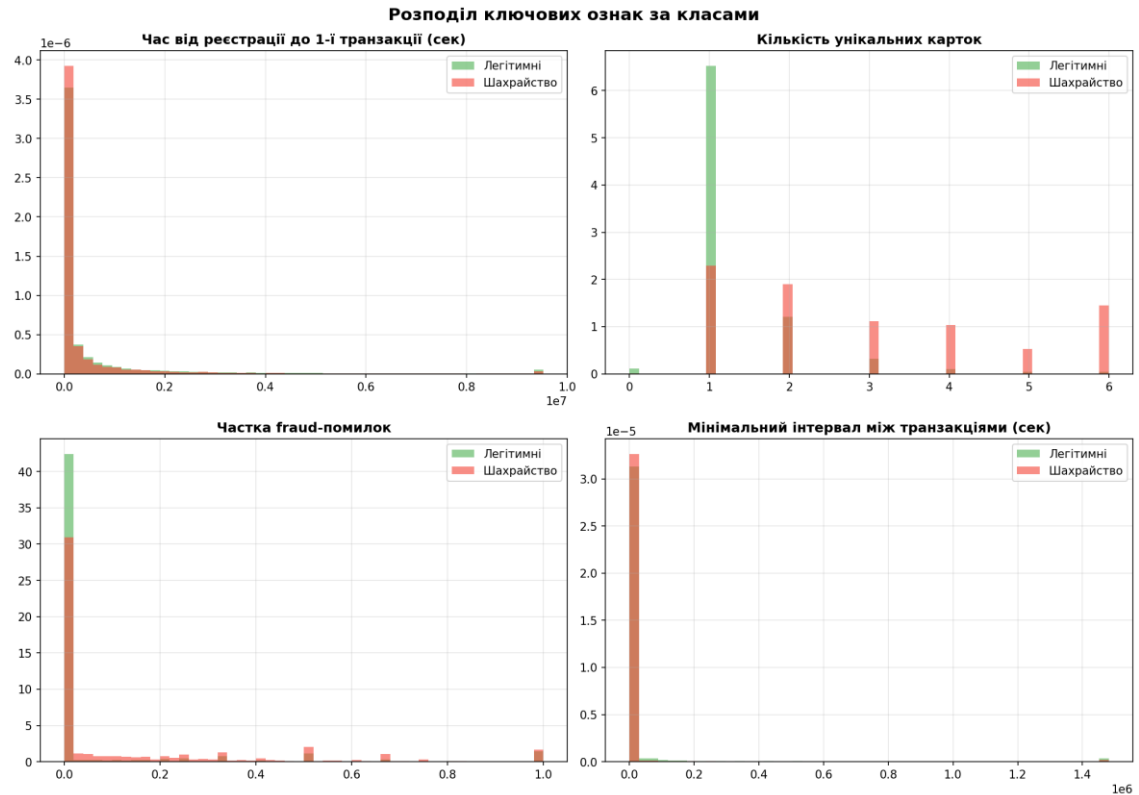 Розподіл ключових ознак за класами
Час від реєстрації до 1-ї транзакції (сек)
1e−6
4.0
3.5
3.0
2.5
2.0
1.5
1.0
0.5
0.0
0.0 0.2 0.4 0.6 0.8 1.0
1e7
Легітимні
Шахрайство
Кількість унікальних карток
6
5
4
3
2
1
0
0 1 2 3 4 5 6
Легітимні
Шахрайство
Частка fraud-помилок
40
35
30
25
20
15
10
5
0
0.0 0.2 0.4 0.6 0.8 1.0
Легітимні
Шахрайство
Мінімальний інтервал між транзакціями (сек)
1e−5
3.0
2.5
2.0
1.5
1.0
0.5
0.0
0.0 0.2 0.4 0.6 0.8 1.0 1.2 1.4
1e6
Легітимні
Шахрайство